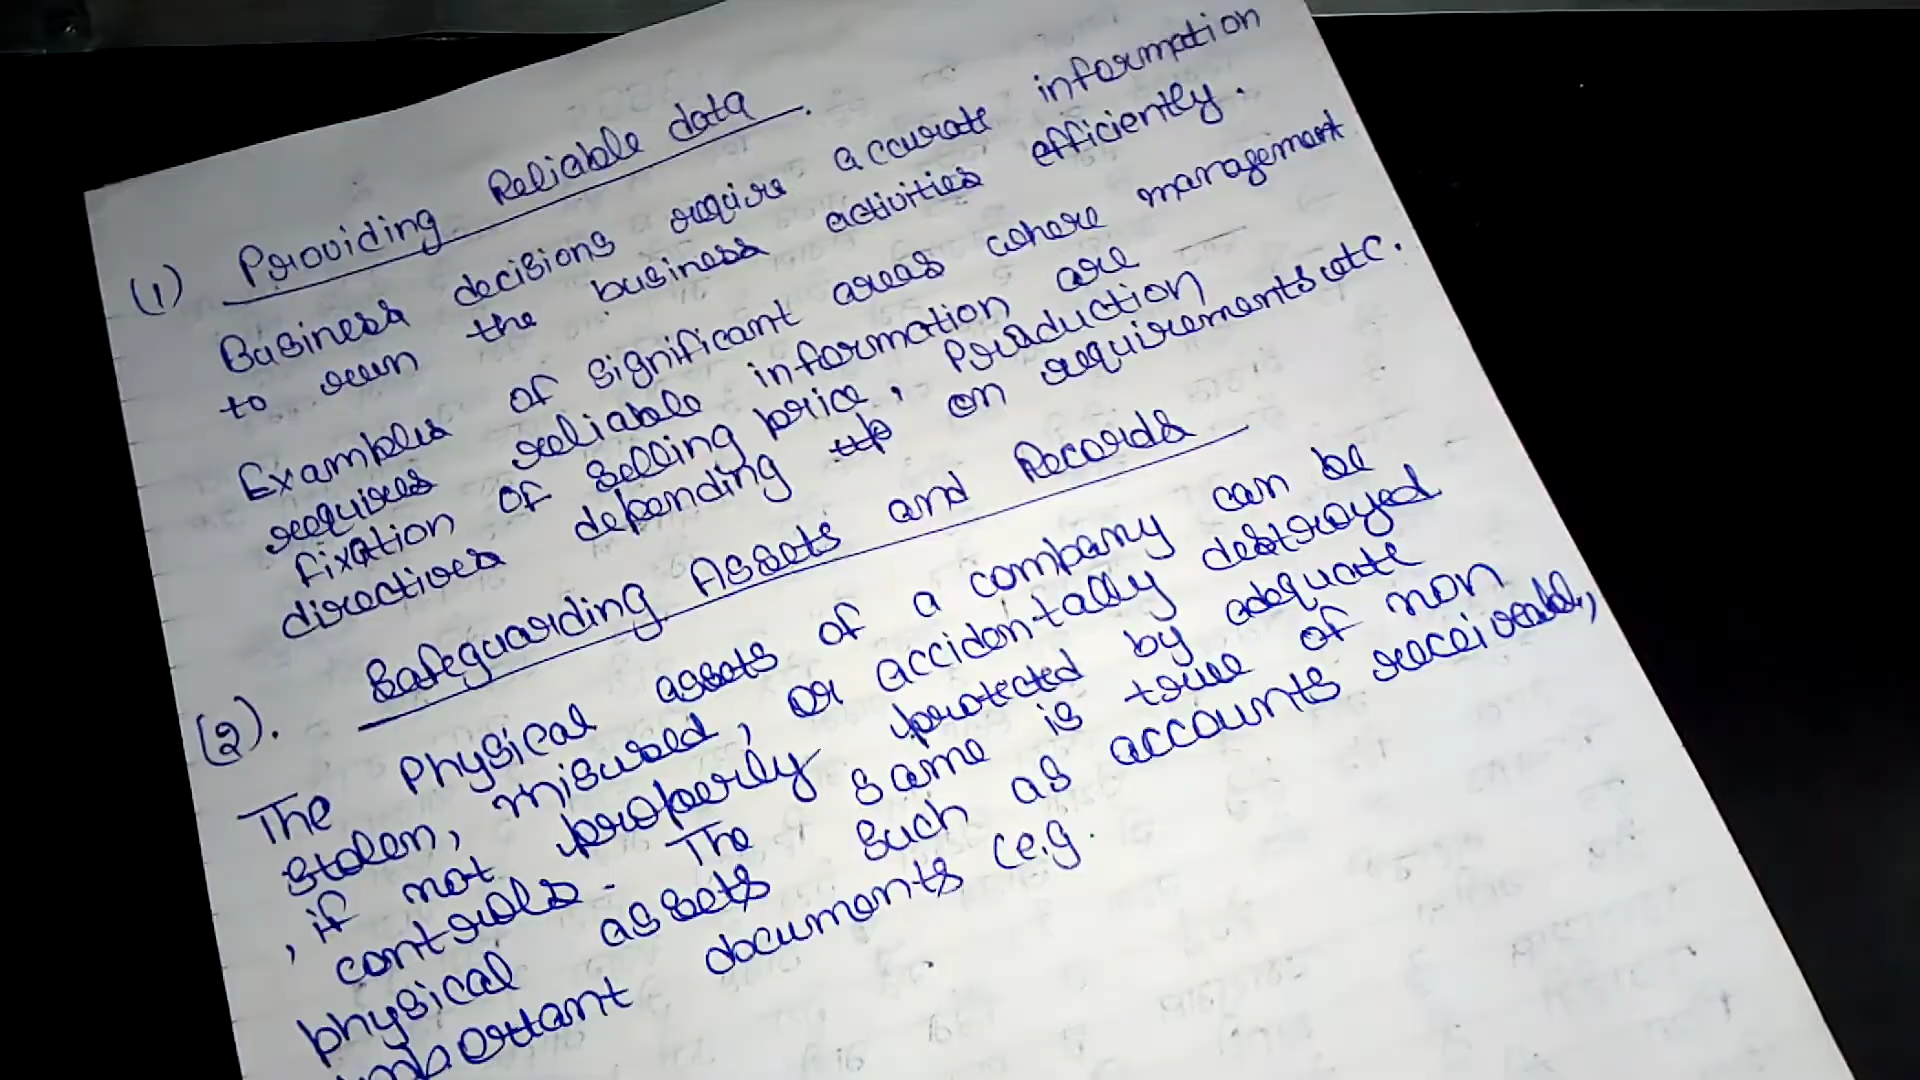 (1) Providing Reliable data.
Business decisions require accurate information
to run the business activities efficiently.
Examples of significant areas where management
requires reliable information are
fixation of selling price, production
directives depending on requirements etc.
(2). Safeguarding Assets and Records
The physical assets of a company can be
stolen, misused, or accidentally destroyed
, if not properly protected by adequate
controls. The same is true of non
physical assets such as accounts receivable,
important documents (e.g.